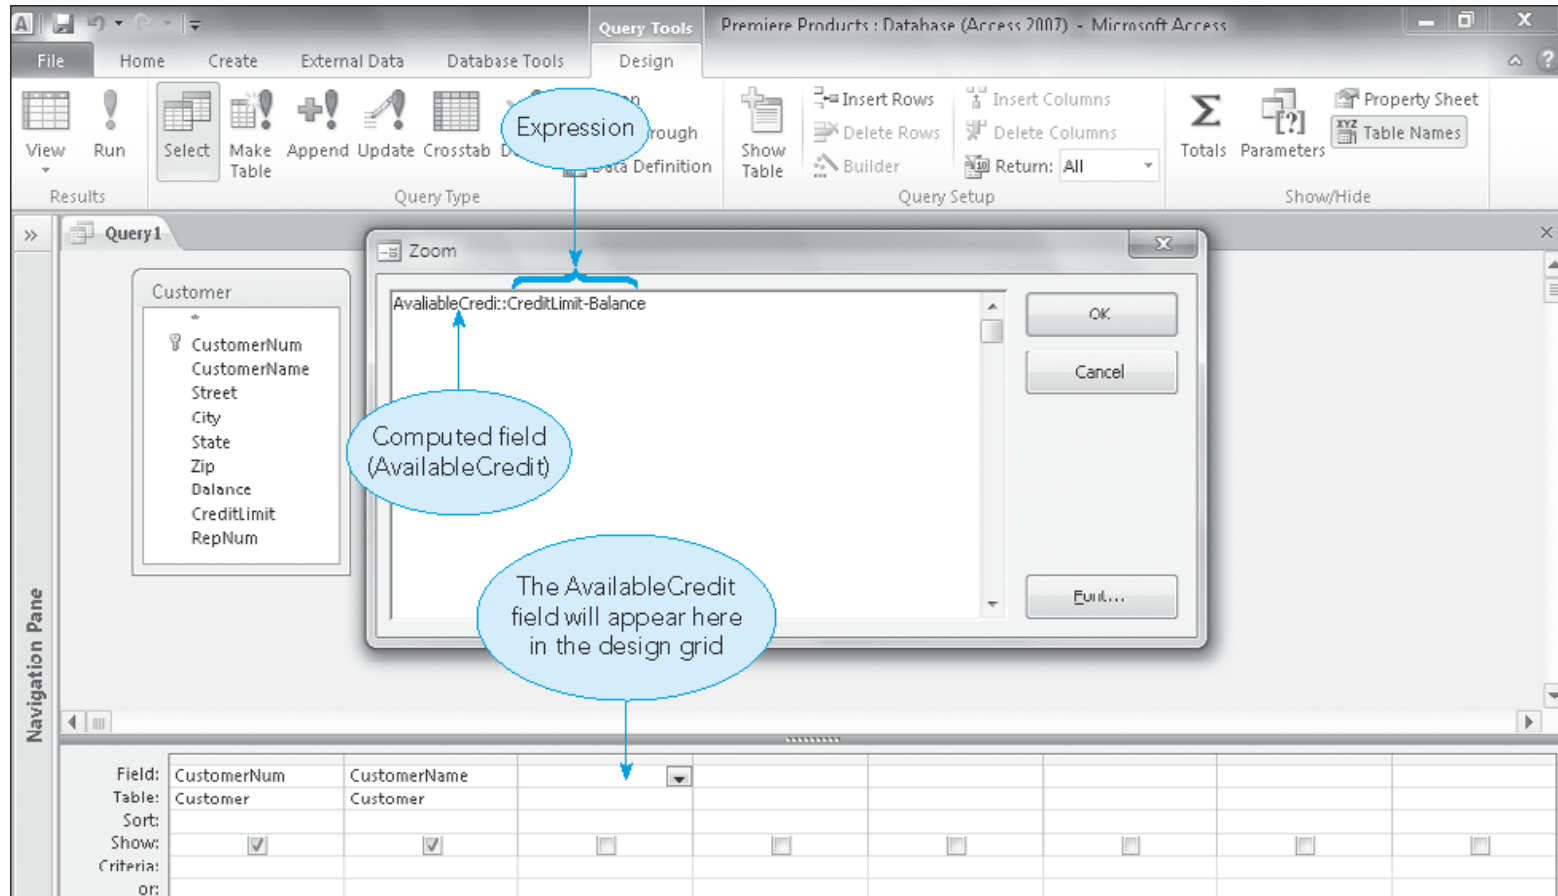 Query Tools
Premiere Products : Database (Access 2007) - Microsoft Access
File Home Create External Data Database Tools Design
View
Run
Select
Make Table
Append
Update
Crosstab
Data Definition
Show Table
Insert Rows
Delete Rows
Builder
Insert Columns
Delete Columns
Return: All
Totals
Parameters
Property Sheet
Table Names
Results
Query Type
Query Setup
Show/Hide
Expression
Query1
Zoom
AvaliableCredi::CreditLimit-Balance
OK
Cancel
Font...
Customer
*
CustomerNum
CustomerName
Street
City
State
Zip
Balance
CreditLimit
RepNum
Computed field
(AvailableCredit)
The AvailableCredit
field will appear here
in the design grid
Navigation Pane
Field: CustomerNum CustomerName
Table: Customer Customer
Sort:
Show:
Criteria:
or: